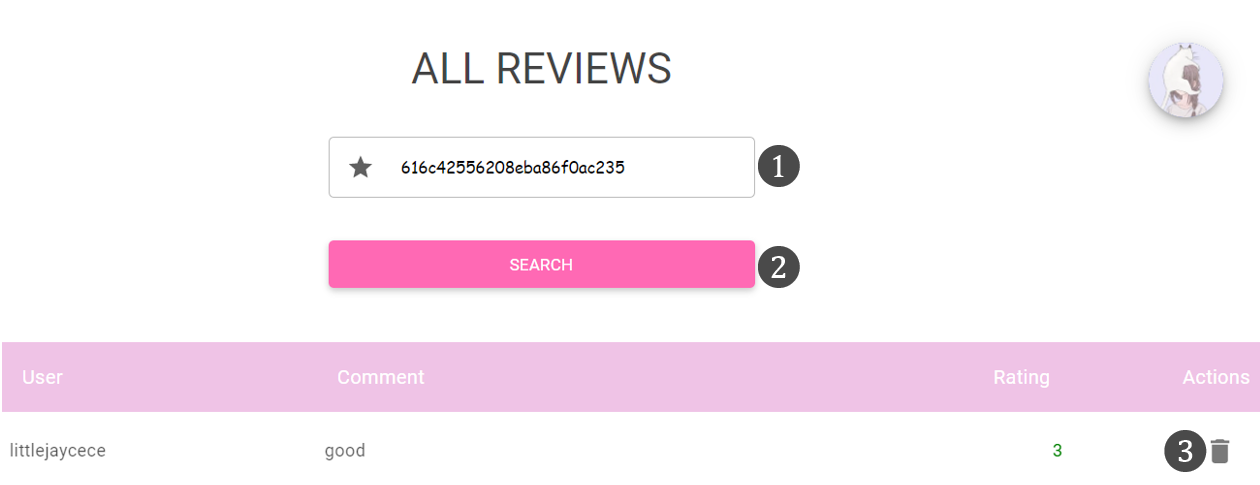 ALL REVIEWS
616c42556208eba86f0ac235
1
SEARCH
2
User Comment Rating Actions
littlejaycece good 3 3